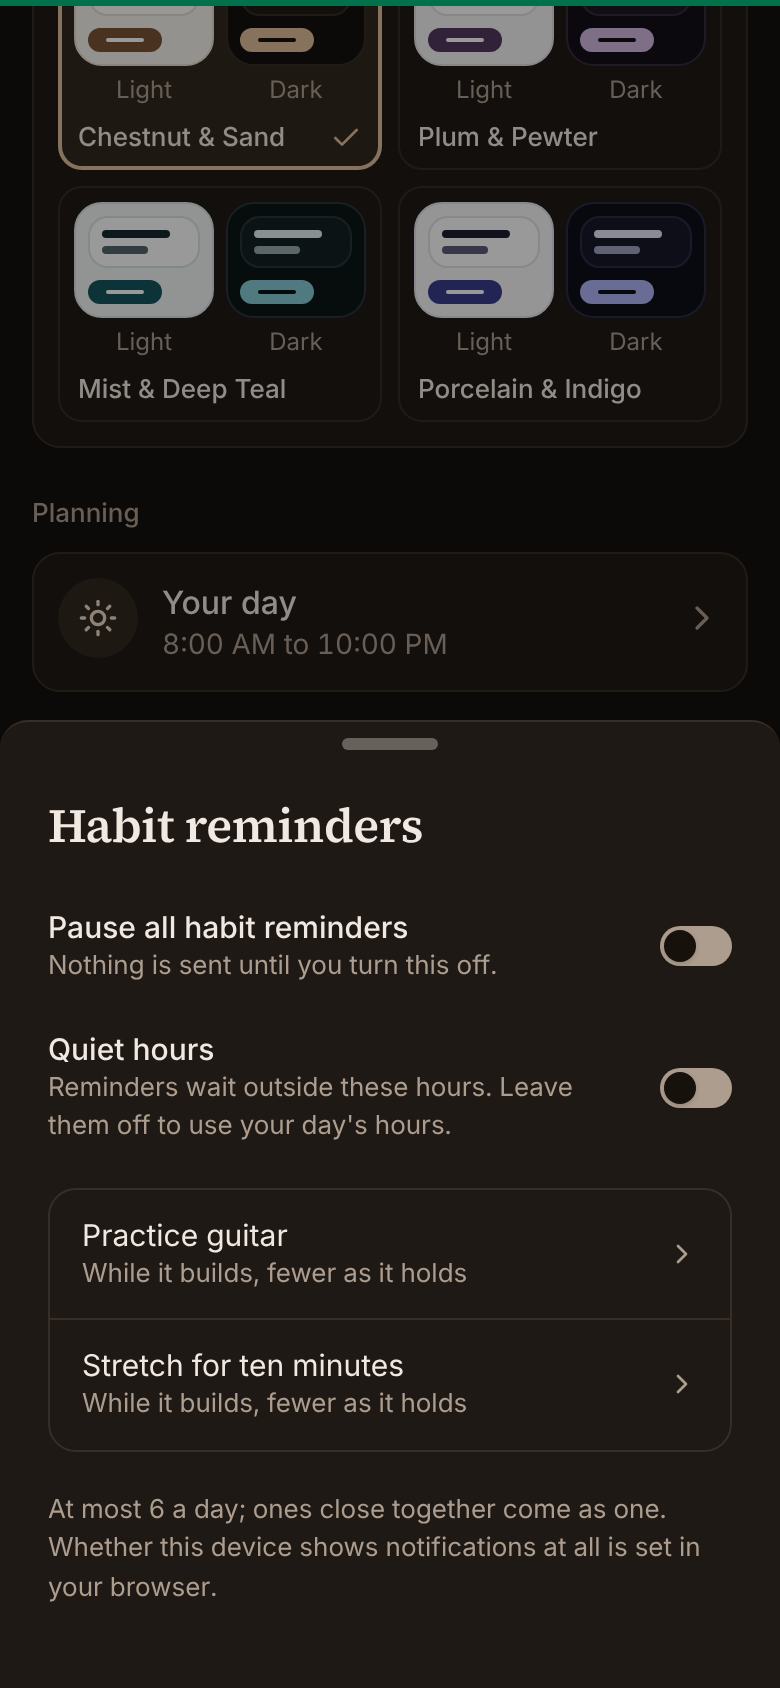 Light Dark Light Dark
Chestnut & Sand Plum & Pewter
Light Dark Light Dark
Mist & Deep Teal Porcelain & Indigo
Planning
Your day
8:00 AM to 10:00 PM
Habit reminders
Pause all habit reminders
Nothing is sent until you turn this off.
Quiet hours
Reminders wait outside these hours. Leave
them off to use your day's hours.
Practice guitar
While it builds, fewer as it holds
Stretch for ten minutes
While it builds, fewer as it holds
At most 6 a day; ones close together come as one.
Whether this device shows notifications at all is set in
your browser.